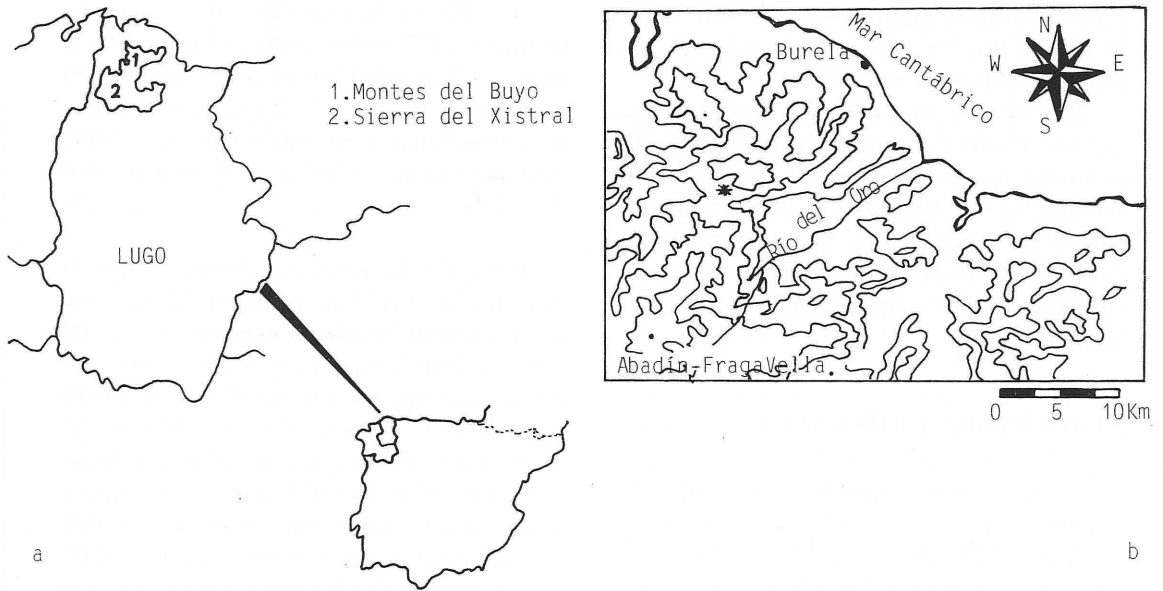 1
2
1.Montes del Buyo
2.Sierra del Xistral
LUGO
a
Burela
Mar Cantábrico
N
W E
S
Río del Oro
Abadín-FragaVella
0 5 10Km
b